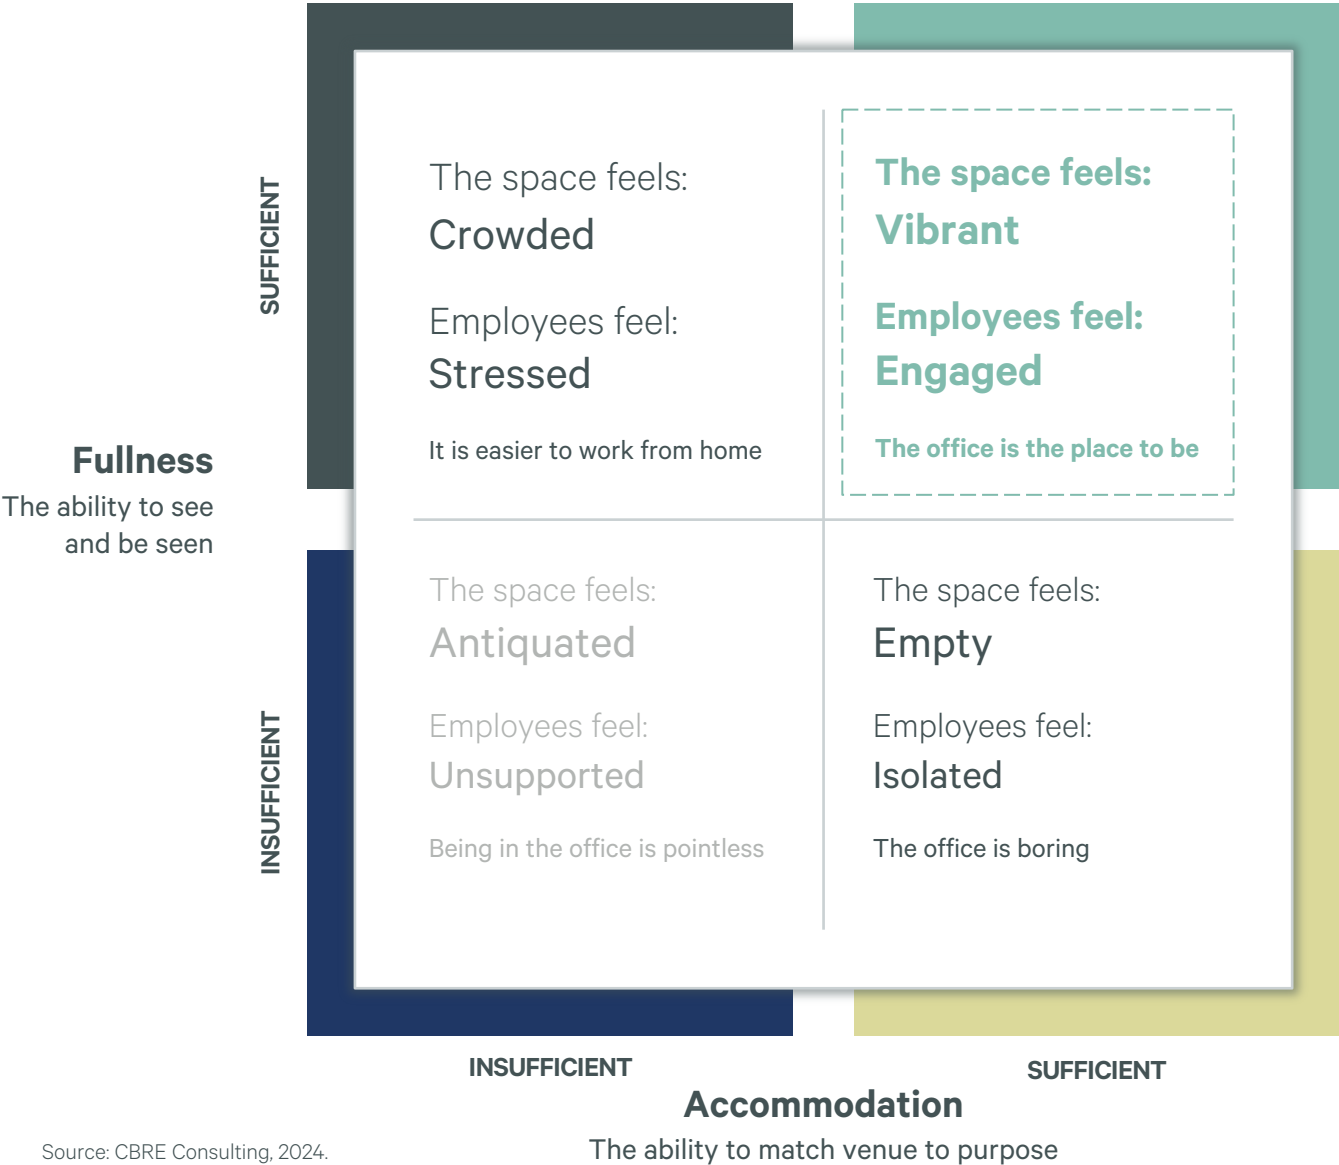 SUFFICIENT
The space feels:
Crowded
Employees feel:
Stressed
It is easier to work from home
The space feels:
Vibrant
Employees feel:
Engaged
The office is the place to be
Fullness
The ability to see
and be seen
INSUFFICIENT
The space feels:
Antiquated
Employees feel:
Unsupported
Being in the office is pointless
The space feels:
Empty
Employees feel:
Isolated
The office is boring
INSUFFICIENT
SUFFICIENT
Accommodation
The ability to match venue to purpose
Source: CBRE Consulting, 2024.